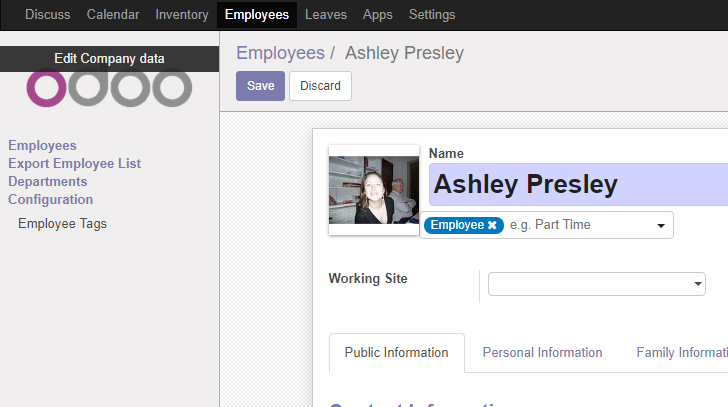 Discuss Calendar Inventory Employees Leaves Apps Settings
Edit Company data
odoo
Employees
Export Employee List
Departments
Configuration
Employee Tags
Employees / Ashley Presley
Save Discard
Name
Ashley Presley
Employee ✖ e.g. Part Time
Working Site
Public Information Personal Information Family Informati